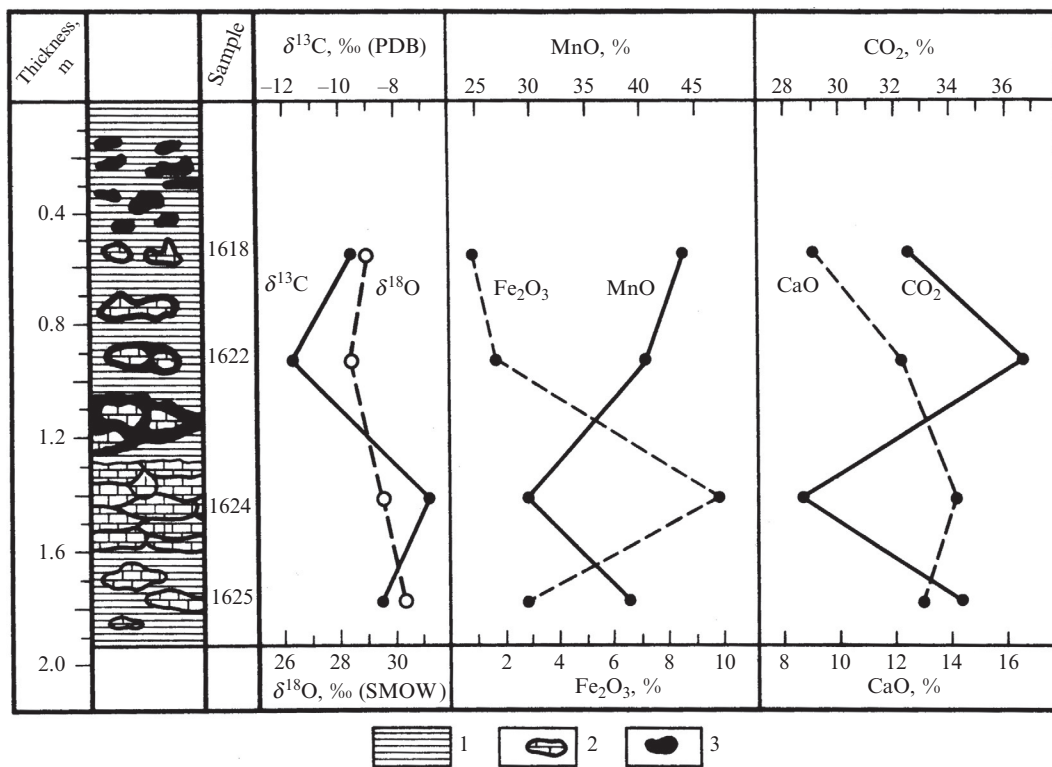 Thickness,
m
Sample
δ¹³C, ‰ (PDB)
–12 –10 –8
MnO, %
25 30 35 40 45
CO₂, %
28 30 32 34 36
0.4
0.8
1.2
1.6
2.0
1618
1622
1624
1625
δ¹³C
δ¹⁸O
Fe₂O₃
MnO
CaO
CO₂
26 28 30
δ¹⁸O, ‰ (SMOW)
2 4 6 8 10
Fe₂O₃, %
8 10 12 14 16
CaO, %
1
2
3